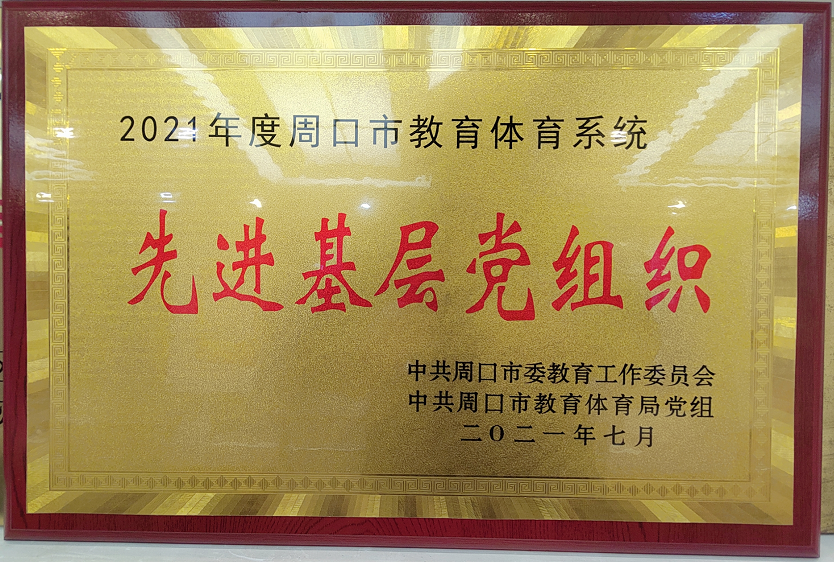 2021年度周口市教育体育系统
先进基层党组织
中共周口市委教育工作委员会
中共周口市教育体育局党组
二〇二一年七月